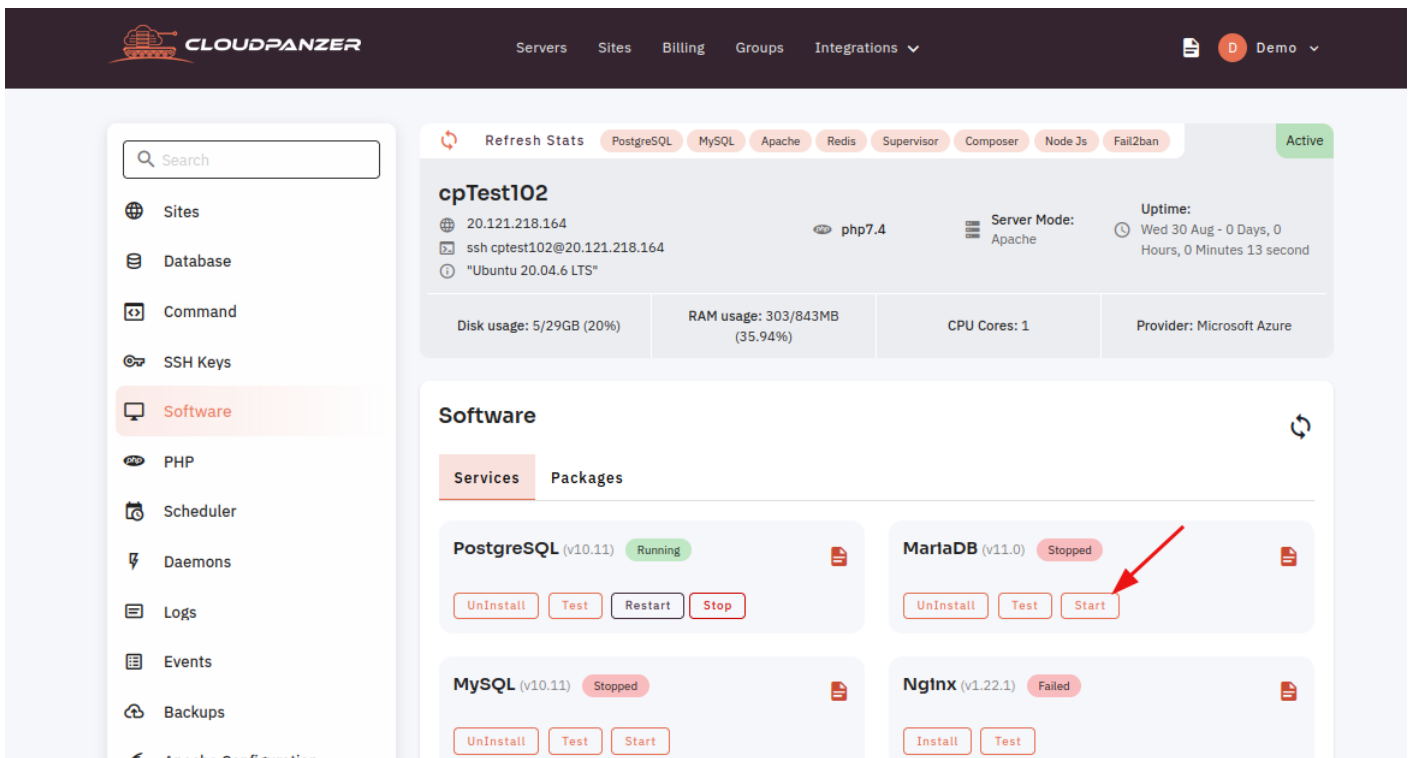 CLOUDPANZER
Servers Sites Billing Groups Integrations
D Demo
Search
Sites
Database
Command
SSH Keys
Software
php PHP
Scheduler
Daemons
Logs
Events
Backups
Refresh Stats PostgreSQL MySQL Apache Redis Supervisor Composer Node Js Fail2ban Active
cpTest102
20.121.218.164
ssh cptest102@20.121.218.164
"Ubuntu 20.04.6 LTS"
php php7.4
Server Mode:
Apache
Uptime:
Wed 30 Aug - 0 Days, 0
Hours, 0 Minutes 13 second
Disk usage: 5/29GB (20%)
RAM usage: 303/843MB
(35.94%)
CPU Cores: 1
Provider: Microsoft Azure
Software
Services Packages
PostgreSQL (v10.11) Running
UnInstall Test Restart Stop
MariaDB (v11.0) Stopped
UnInstall Test Start
MySQL (v10.11) Stopped
UnInstall Test Start
Nginx (v1.22.1) Failed
Install Test